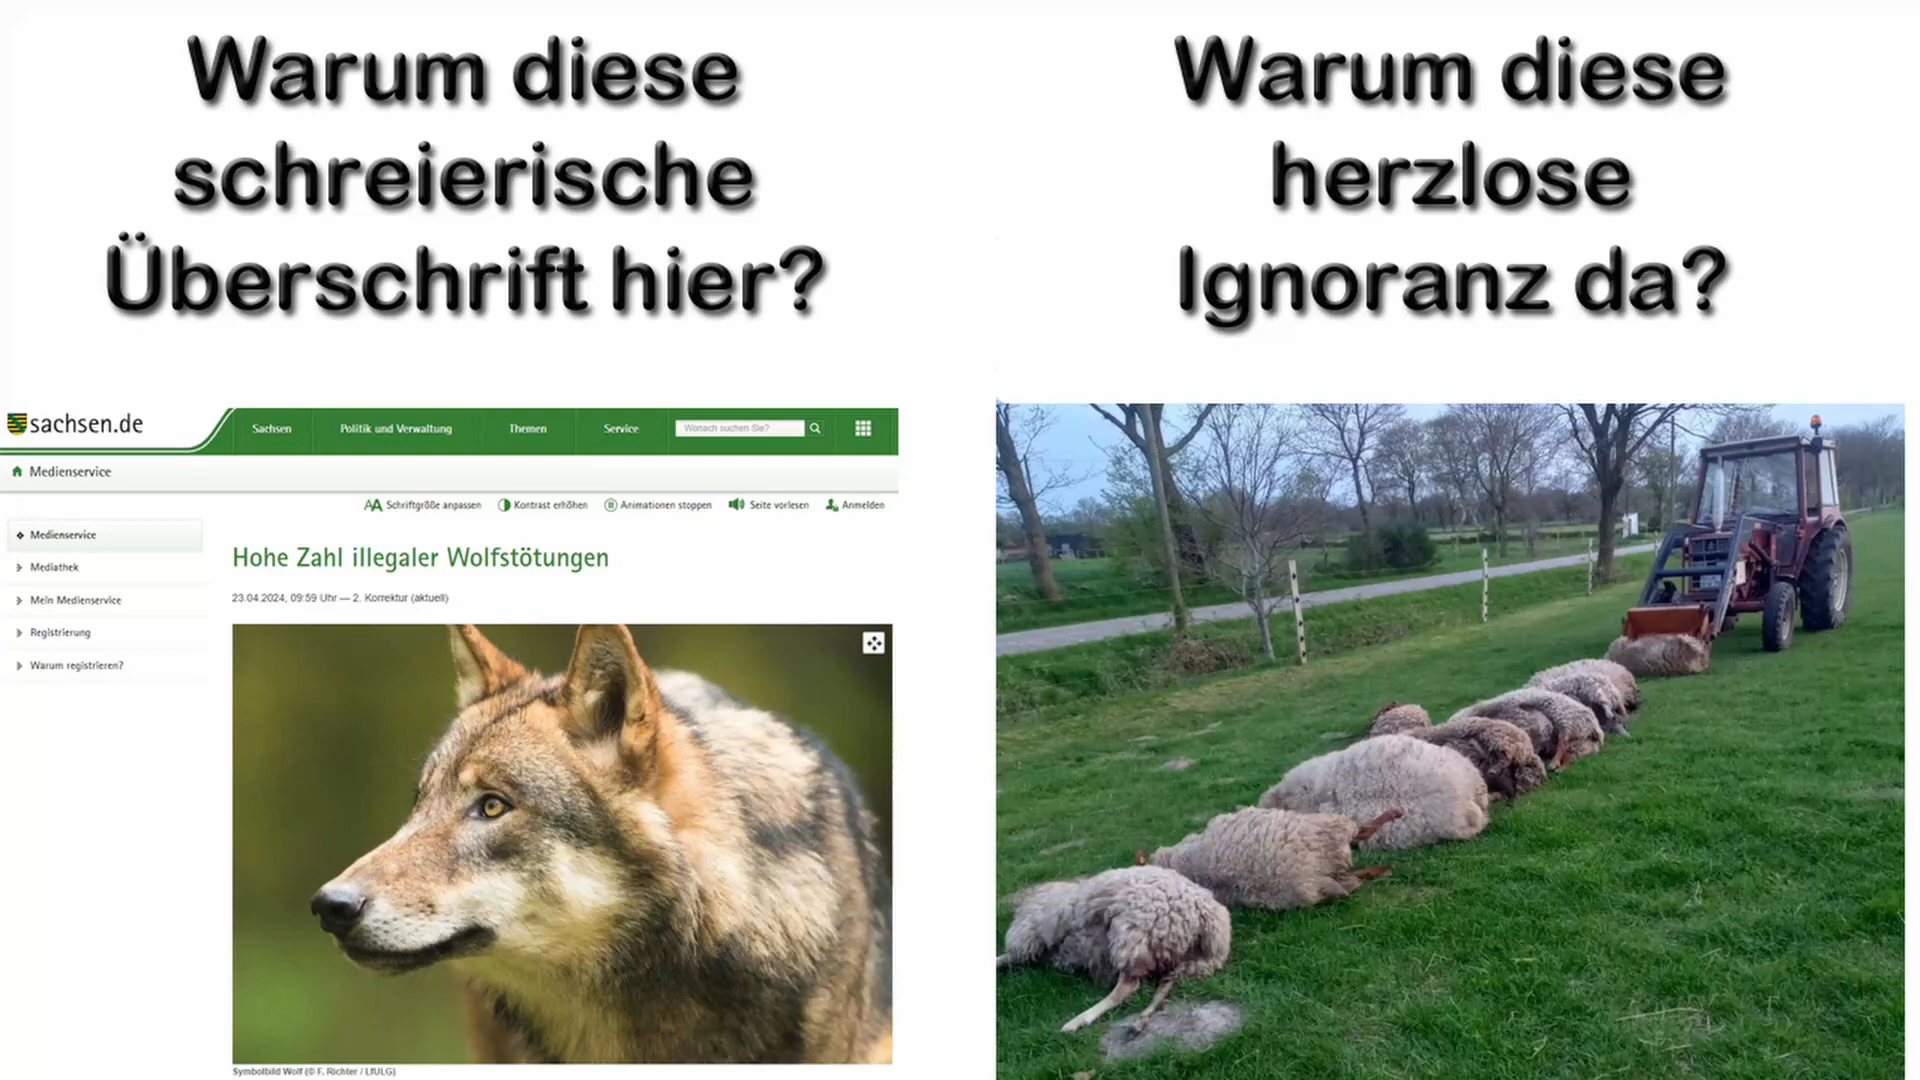 Warum diese
schreierische
Überschrift hier?
Warum diese
herzlose
Ignoranz da?
sachsen.de
Sachsen
Politik und Verwaltung
Themen
Service
Wonach suchen Sie?
Medienservice
Schriftgröße anpassen
Kontrast erhöhen
Animationen stoppen
Seite vorlesen
Anmelden
Medienservice
Mediathek
Mein Medienservice
Registrierung
Warum registrieren?
Hohe Zahl illegaler Wolfstötungen
23.04.2024, 09:59 Uhr — 2. Korrektur (aktuell)
Symbolbild Wolf (© F. Richter / LfULG)